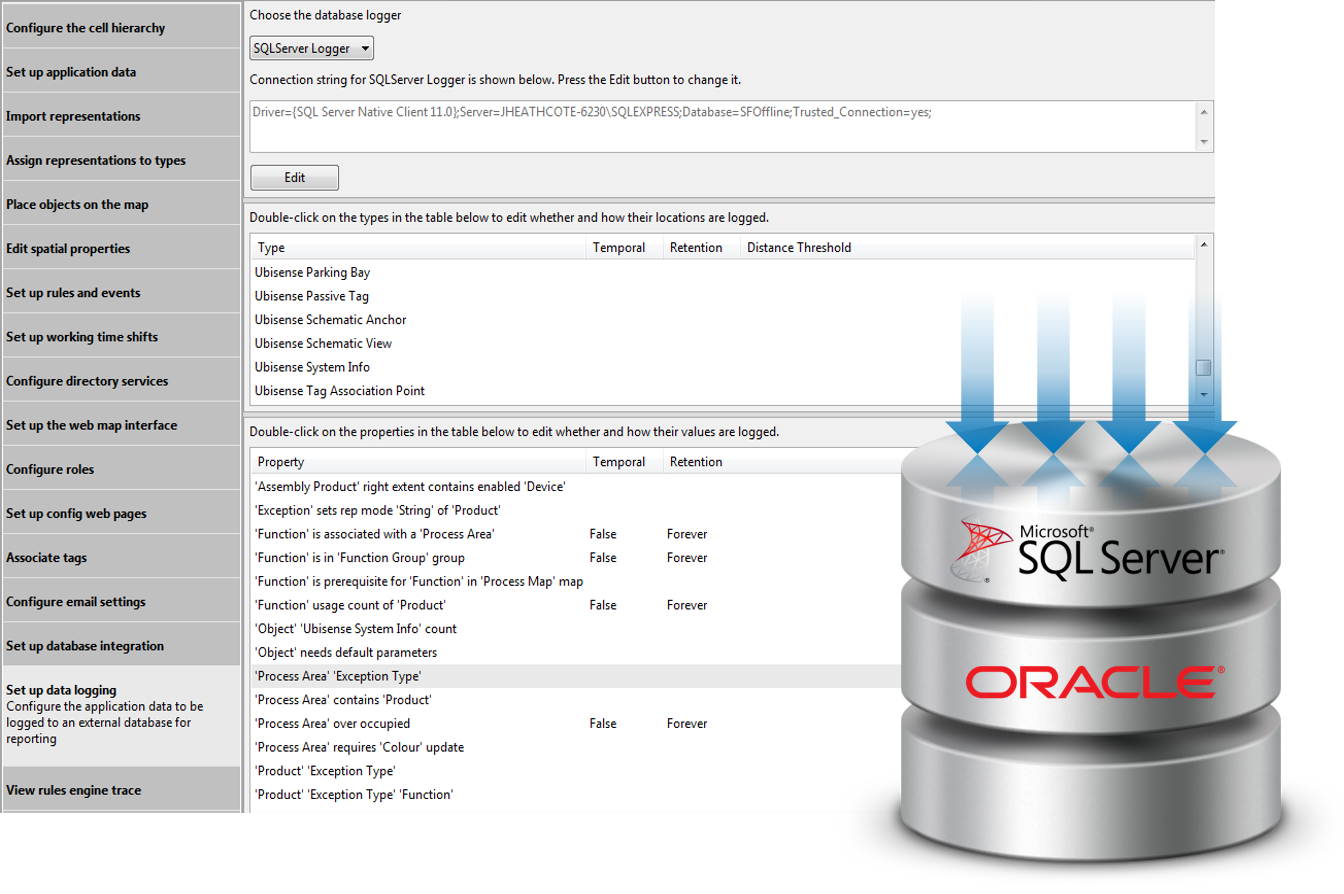 Configure the cell hierarchy
Set up application data
Import representations
Assign representations to types
Place objects on the map
Edit spatial properties
Set up rules and events
Set up working time shifts
Configure directory services
Set up the web map interface
Configure roles
Set up config web pages
Associate tags
Configure email settings
Set up database integration
Set up data logging
Configure the application data to be
logged to an external database for
reporting
View rules engine trace
Choose the database logger
SQLServer Logger
Connection string for SQLServer Logger is shown below. Press the Edit button to change it.
Driver={SQL Server Native Client 11.0};Server=JHEATHCOTE-6230\SQLEXPRESS;Database=SFOffline;Trusted_Connection=yes;
Edit
Double-click on the types in the table below to edit whether and how their locations are logged.
Type Temporal Retention Distance Threshold
Ubisense Parking Bay
Ubisense Passive Tag
Ubisense Schematic Anchor
Ubisense Schematic View
Ubisense System Info
Ubisense Tag Association Point
Double-click on the properties in the table below to edit whether and how their values are logged.
Property Temporal Retention
'Assembly Product' right extent contains enabled 'Device'
'Exception' sets rep mode 'String' of 'Product'
'Function' is associated with a 'Process Area' False Forever
'Function' is in 'Function Group' group False Forever
'Function' is prerequisite for 'Function' in 'Process Map' map
'Function' usage count of 'Product' False Forever
'Object' 'Ubisense System Info' count
'Object' needs default parameters
'Process Area' 'Exception Type'
'Process Area' contains 'Product'
'Process Area' over occupied False Forever
'Process Area' requires 'Colour' update
'Product' 'Exception Type'
'Product' 'Exception Type' 'Function'
Microsoft®
SQL Server®
ORACLE®